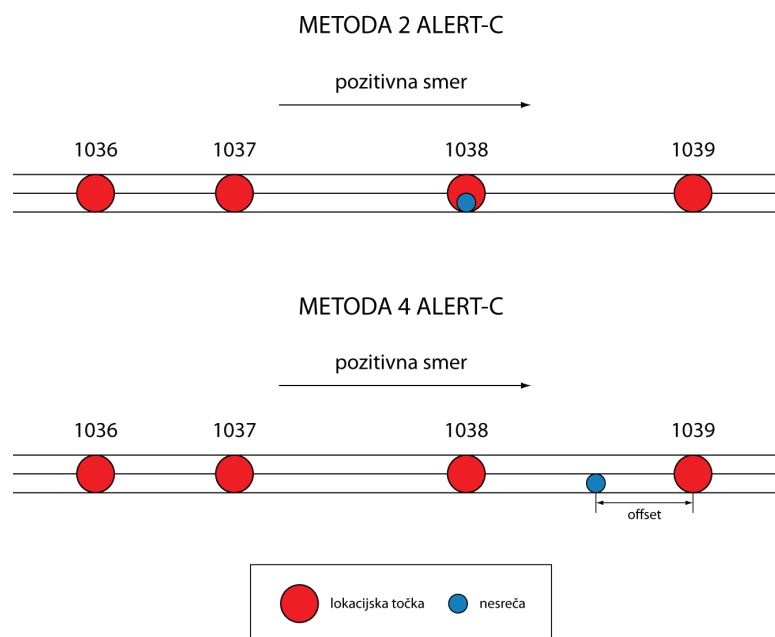 METODA 2 ALERT-C
pozitivna smer
1036 1037 1038 1039
METODA 4 ALERT-C
pozitivna smer
1036 1037 1038 1039
offset
lokacijska točka nesreča